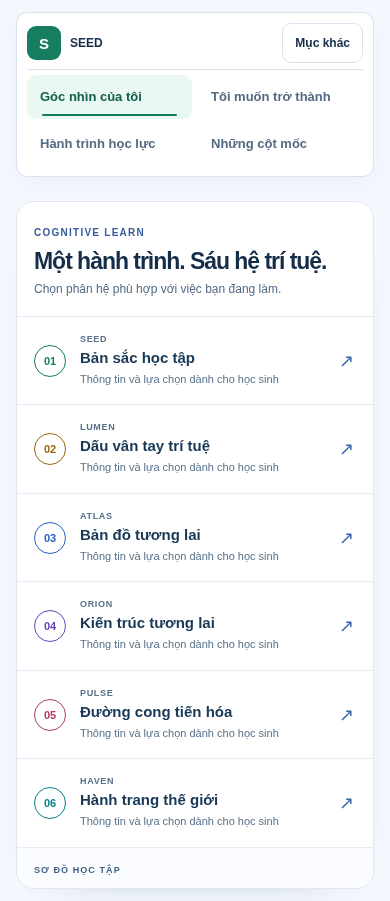 S SEED Mục khác
Góc nhìn của tôi Tôi muốn trở thành
Hành trình học lực Những cột mốc
COGNITIVE LEARN
Một hành trình. Sáu hệ trí tuệ.
Chọn phân hệ phù hợp với việc bạn đang làm.
SEED
01 Bản sắc học tập
Thông tin và lựa chọn dành cho học sinh
LUMEN
02 Dấu vân tay trí tuệ
Thông tin và lựa chọn dành cho học sinh
ATLAS
03 Bản đồ tương lai
Thông tin và lựa chọn dành cho học sinh
ORION
04 Kiến trúc tương lai
Thông tin và lựa chọn dành cho học sinh
PULSE
05 Đường cong tiến hóa
Thông tin và lựa chọn dành cho học sinh
HAVEN
06 Hành trang thế giới
Thông tin và lựa chọn dành cho học sinh
SƠ ĐỒ HỌC TẬP